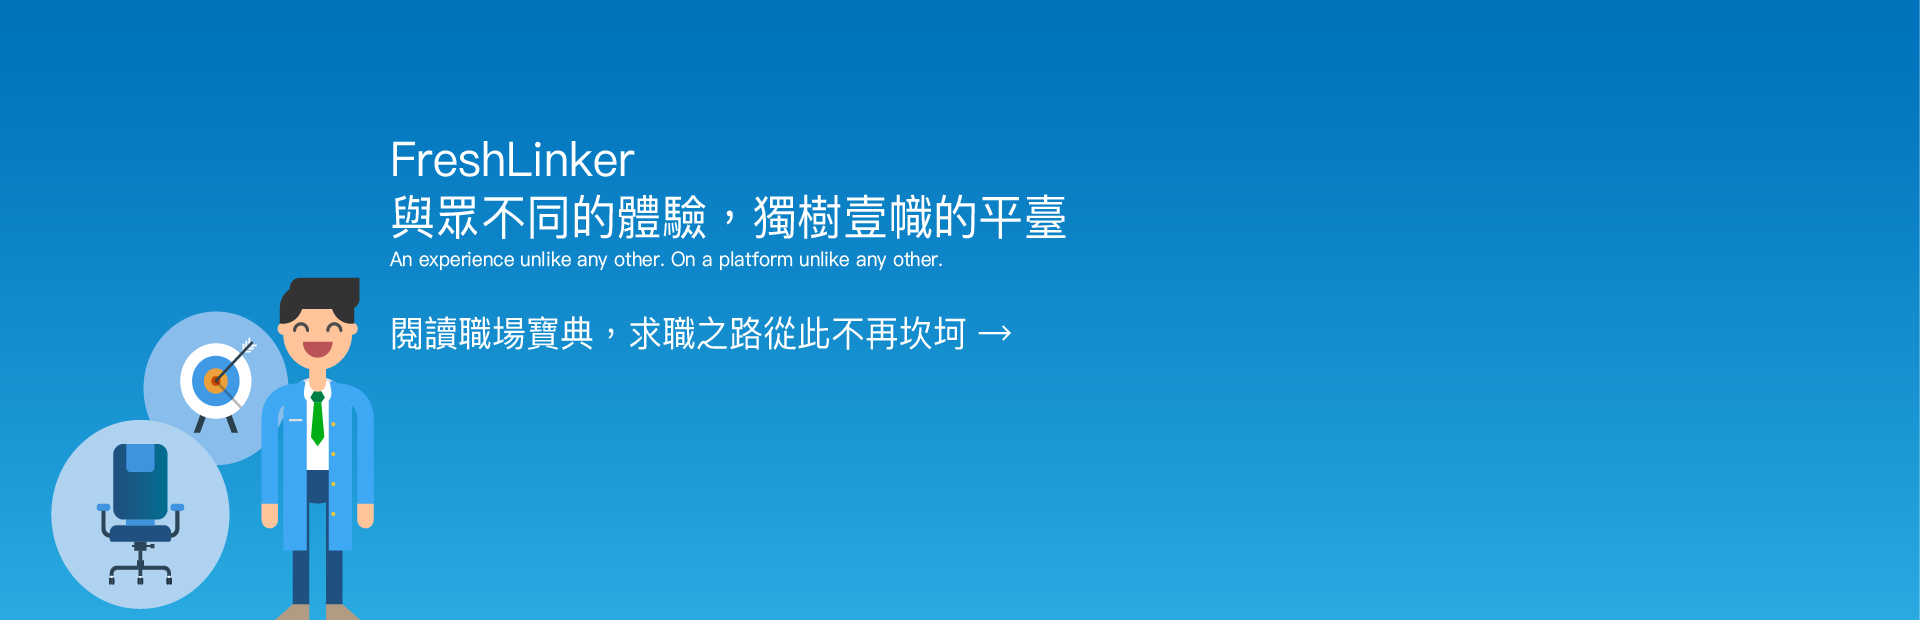 FreshLinker
與眾不同的體驗，獨樹壹幟的平臺
An experience unlike any other. On a platform unlike any other.
閱讀職場寶典，求職之路從此不再坎坷 →